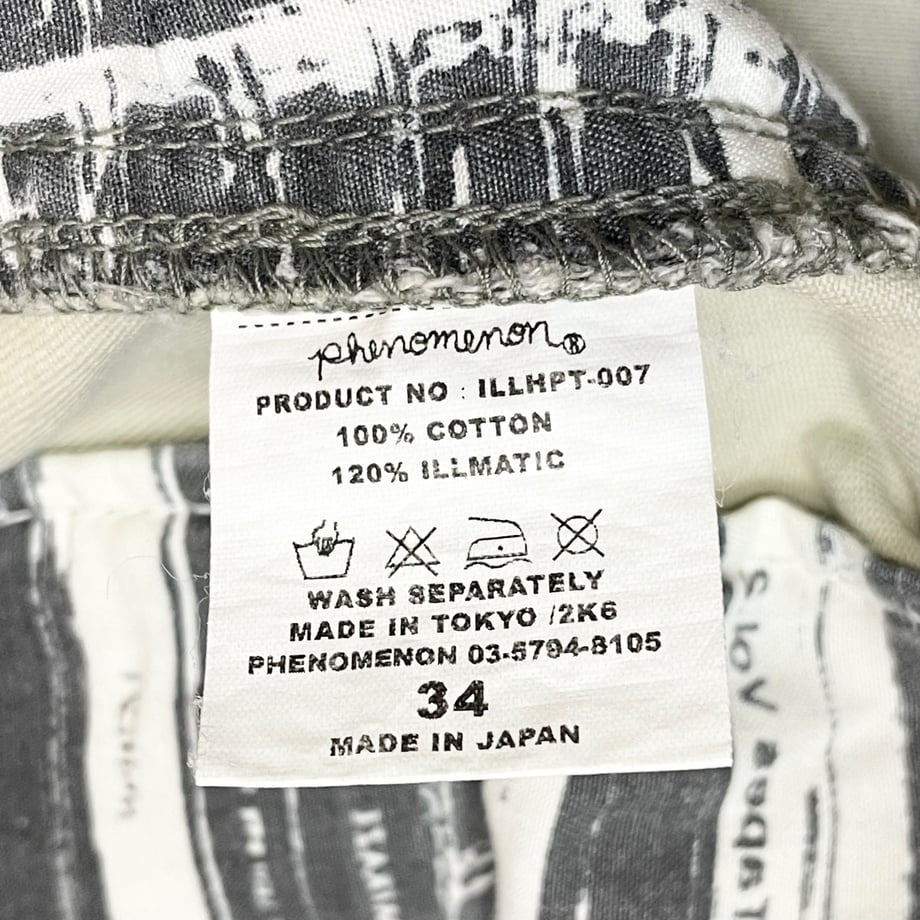 phenomenon®
PRODUCT NO : ILLHPT-007
100% COTTON
120% ILLMATIC
WASH SEPARATELY
MADE IN TOKYO /2K6
PHENOMENON 03-5794-8105
34
MADE IN JAPAN